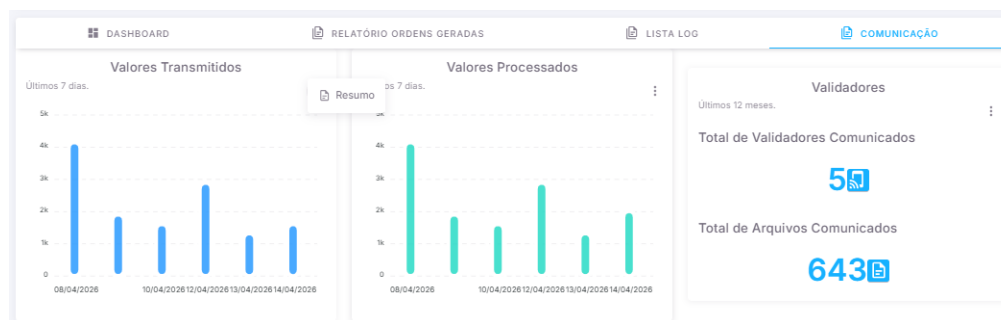 DASHBOARD
RELATÓRIO ORDENS GERADAS
LISTA LOG
COMUNICAÇÃO
Valores Transmitidos
Últimos 7 dias.
Resumo
5k
4k
3k
2k
1k
0
08/04/2026
10/04/2026
12/04/2026
13/04/2026
14/04/2026
Valores Processados
os 7 dias.
5k
4k
3k
2k
1k
0
08/04/2026
10/04/2026
12/04/2026
13/04/2026
14/04/2026
Validadores
Últimos 12 meses.
Total de Validadores Comunicados
5
Total de Arquivos Comunicados
643